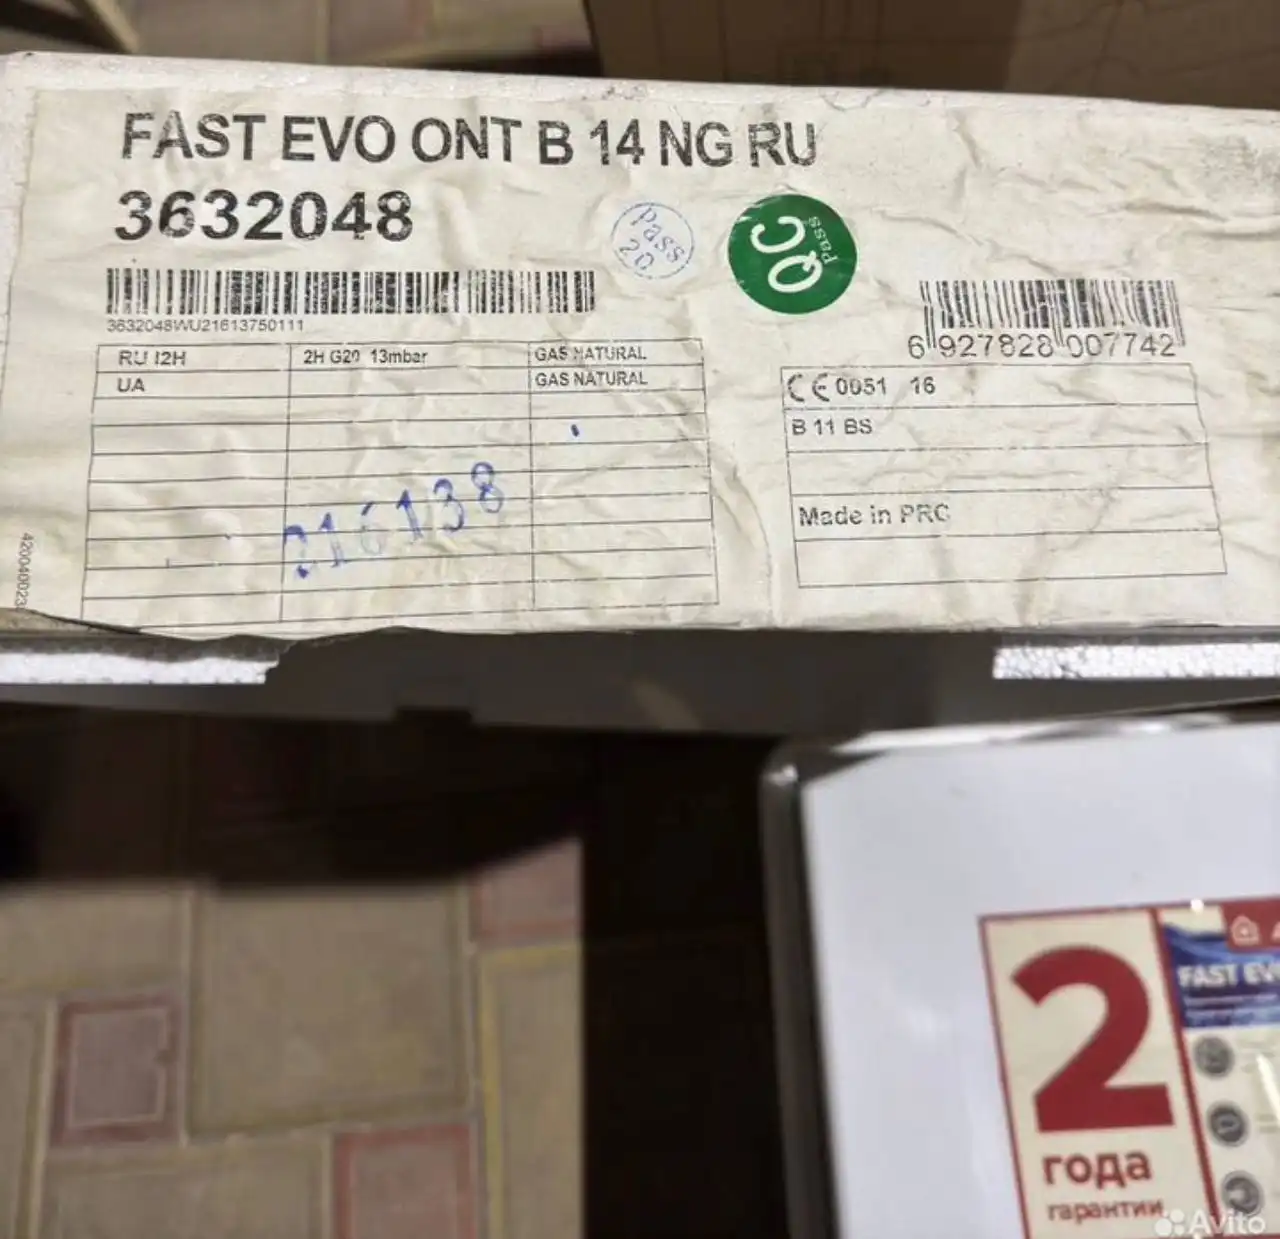 FAST EVO ONT B 14 NG RU
3632048
Pass
20
QC
Pass
3632048WU21613750111
6 927828 007742
RU I2H 2H G20 13mbar GAS NATURAL
UA GAS NATURAL
CE 0051 16
B 11 BS
Made in PRC
216138
420040023
2
года
гарантии
FAST EVO
Avito